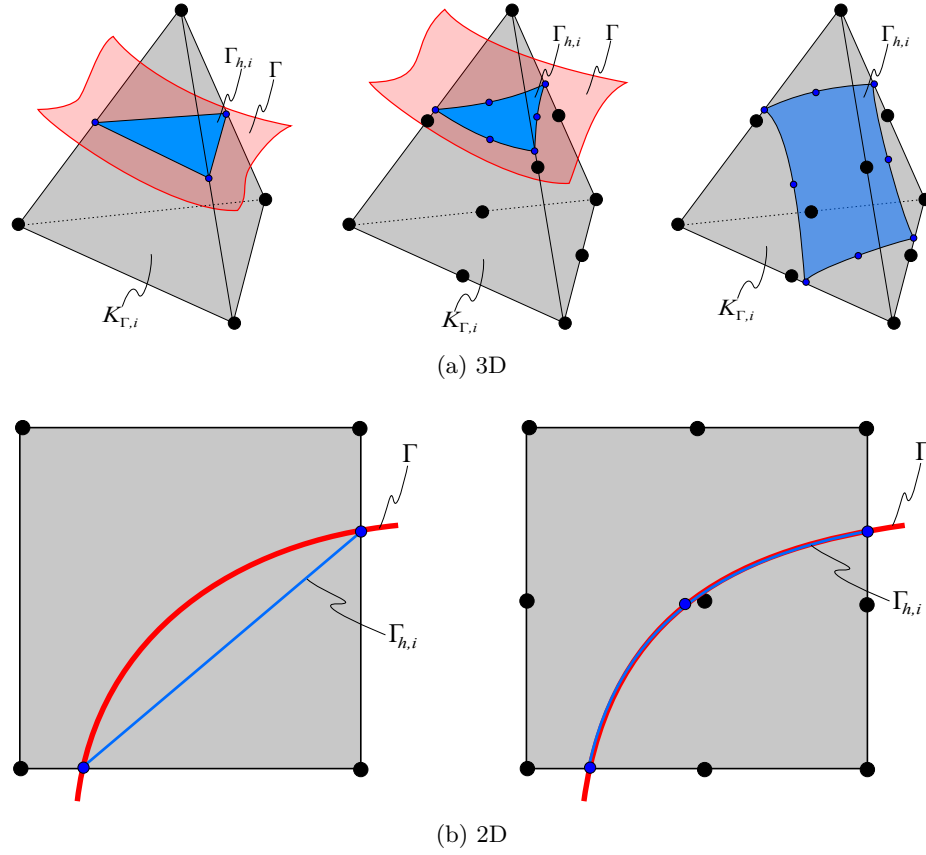 Γ_{h,i} Γ Γ_{h,i} Γ Γ_{h,i}
K_{Γ,i} K_{Γ,i} K_{Γ,i}
(a) 3D
Γ Γ
Γ_{h,i} Γ_{h,i}
(b) 2D